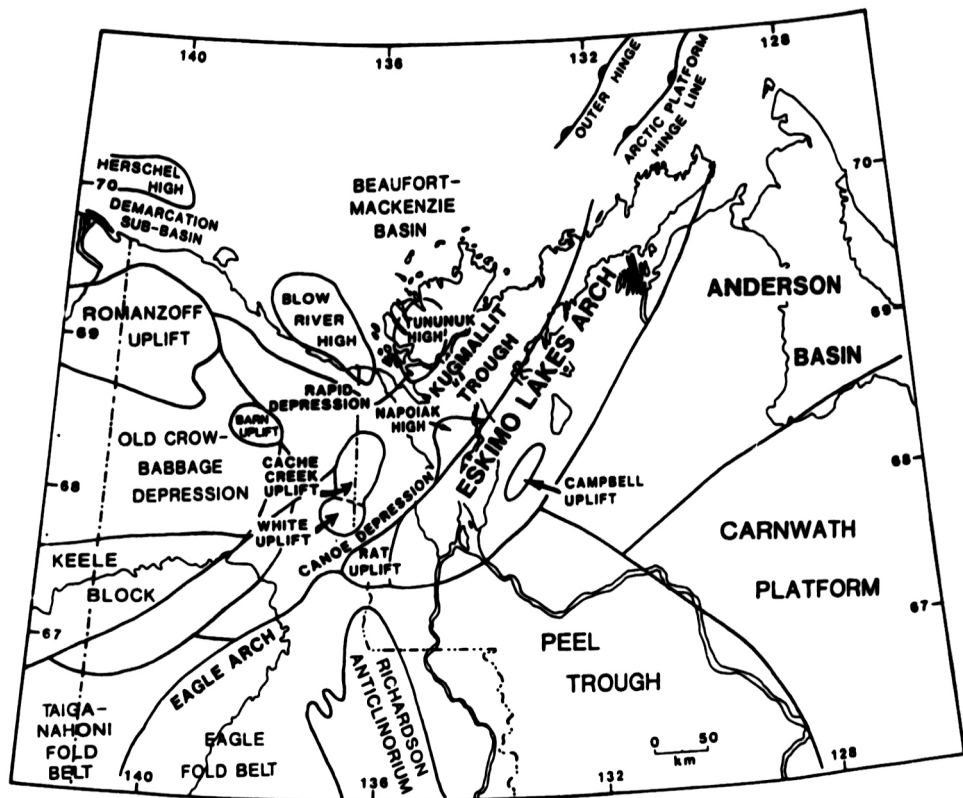 140
136
132
128
OUTER HINGE
ARCTIC PLATFORM
HINGE LINE
HERSCHEL
HIGH
70
70
DEMARCATION
SUB-BASIN
BEAUFORT-
MACKENZIE
BASIN
ROMANZOFF
UPLIFT
69
BLOW
RIVER
HIGH
TUNUNUK
HIGH
KUGMALLIT
TROUGH
ESKIMO LAKES ARCH
ANDERSON
BASIN
69
RAPID
DEPRESSION
NAPOIAK
HIGH
BARN
UPLIFT
OLD CROW-
BABBAGE
DEPRESSION
68
CACHE
CREEK
UPLIFT
WHITE
UPLIFT
CANOE DEPRESSION
RAT
UPLIFT
CAMPBELL
UPLIFT
68
CARNWATH
PLATFORM
KEELE
BLOCK
67
67
EAGLE ARCH
PEEL
TROUGH
RICHARDSON
ANTICLINORIUM
TAIGA-
NAHONI
FOLD
BELT
EAGLE
FOLD BELT
0 50
km
140
136
132
128